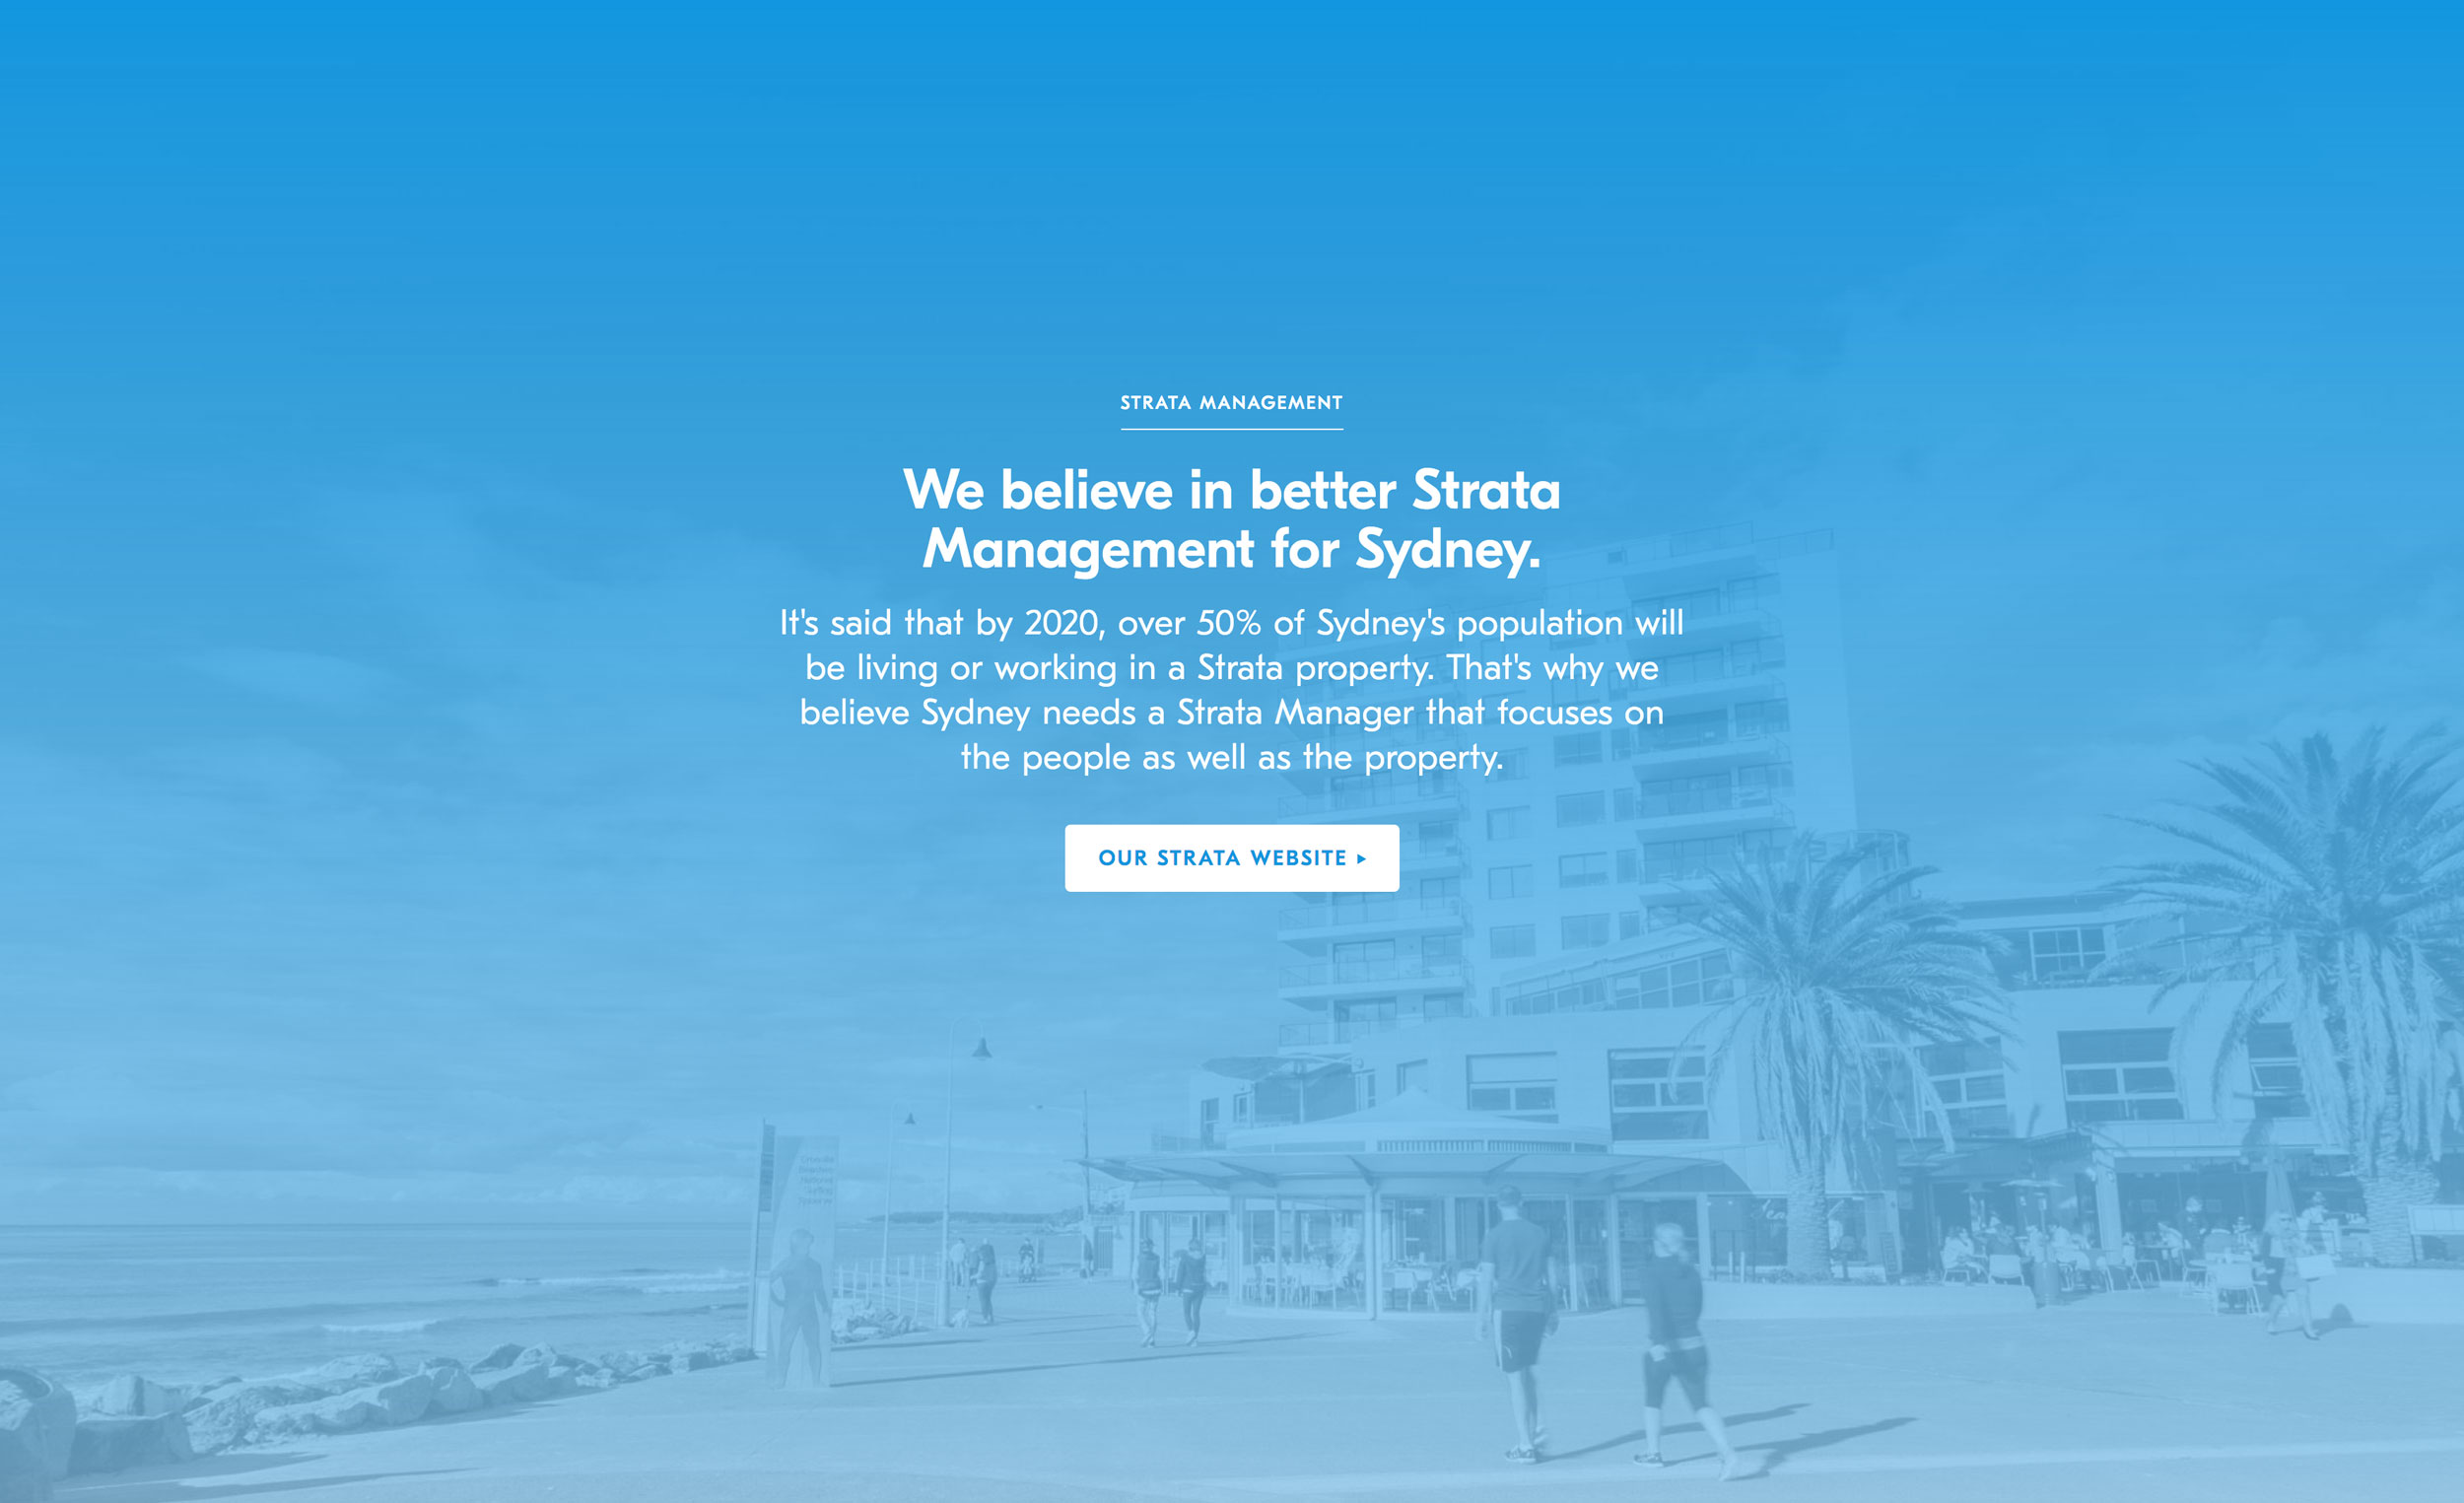 STRATA MANAGEMENT
We believe in better Strata
Management for Sydney.
It's said that by 2020, over 50% of Sydney's population will
be living or working in a Strata property. That's why we
believe Sydney needs a Strata Manager that focuses on
the people as well as the property.
OUR STRATA WEBSITE ▸